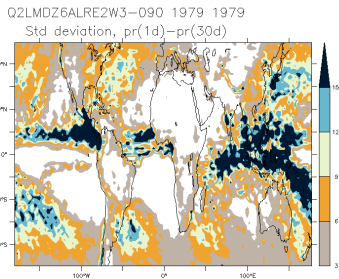 Q2LMDZ6ALRE2W3-090 1979 1979
Std deviation, pr(1d)-pr(30d)
°N
°N
0°
°S
°S
100°W
0°
100°E
15
12
9
6
3